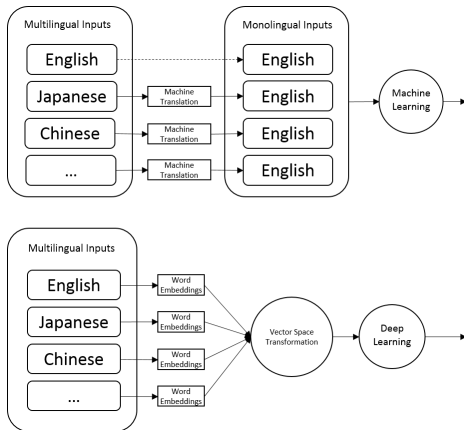 Multilingual Inputs
Monolingual Inputs
English
English
Japanese
Machine
Translation
English
Machine
Learning
Chinese
Machine
Translation
English
...
Machine
Translation
English
Multilingual Inputs
English
Word
Embeddings
Japanese
Word
Embeddings
Vector Space
Transformation
Deep
Learning
Chinese
Word
Embeddings
...
Word
Embeddings